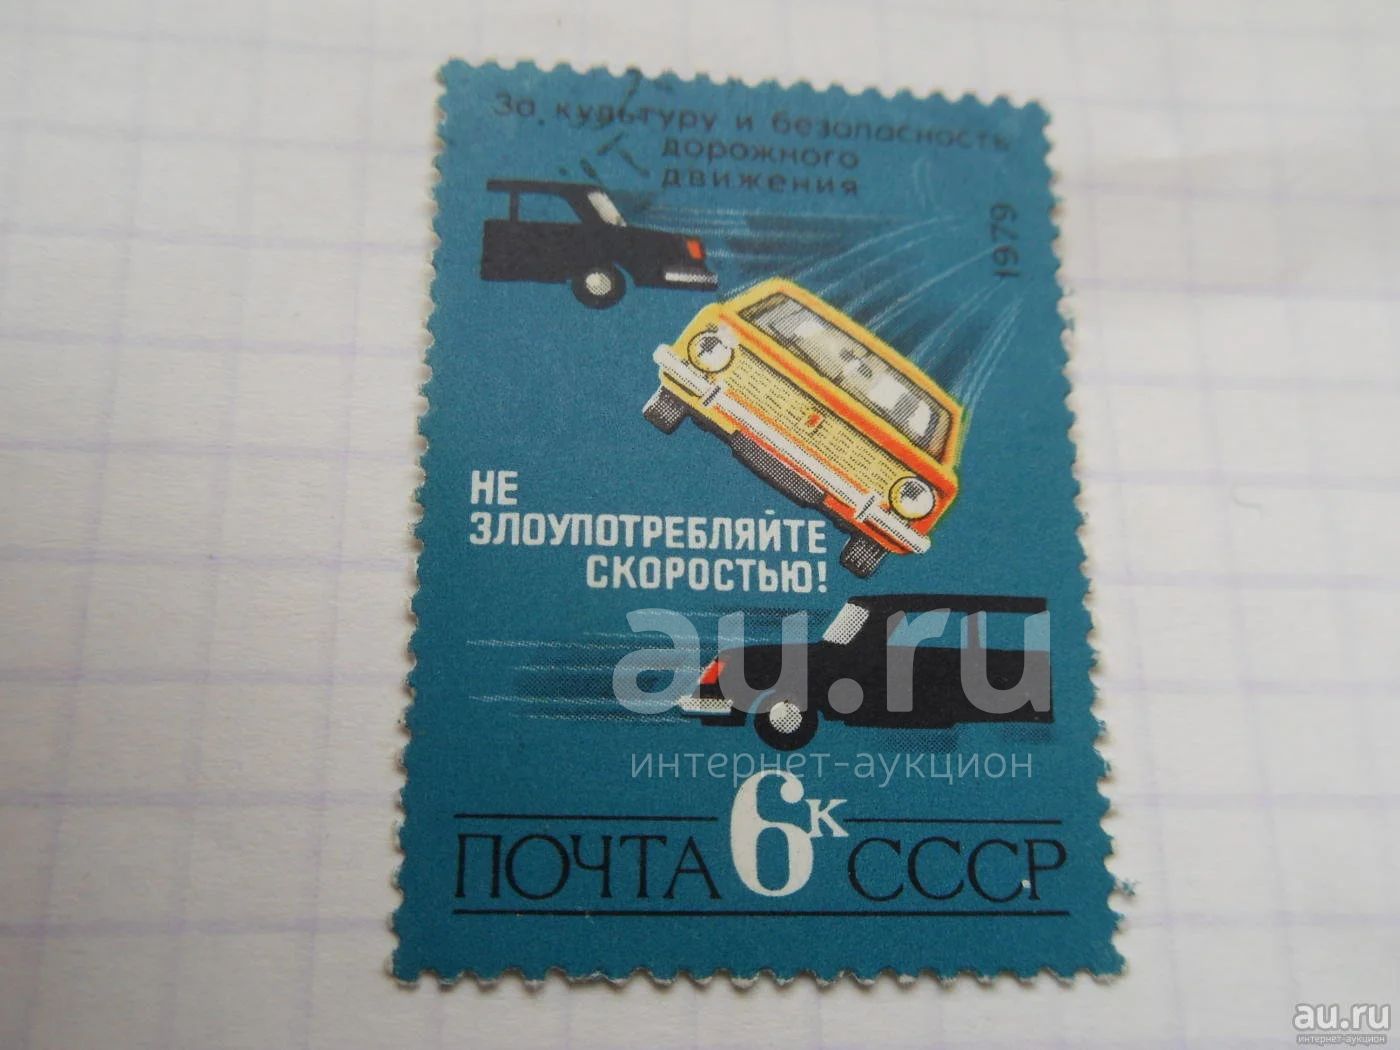 За культуру и безопасность
дорожного
движения
1979
НЕ
ЗЛОУПОТРЕБЛЯЙТЕ
СКОРОСТЬЮ!
au.ru
интернет-аукцион
6К
ПОЧТА СССР
au.ru
интернет-аукцион